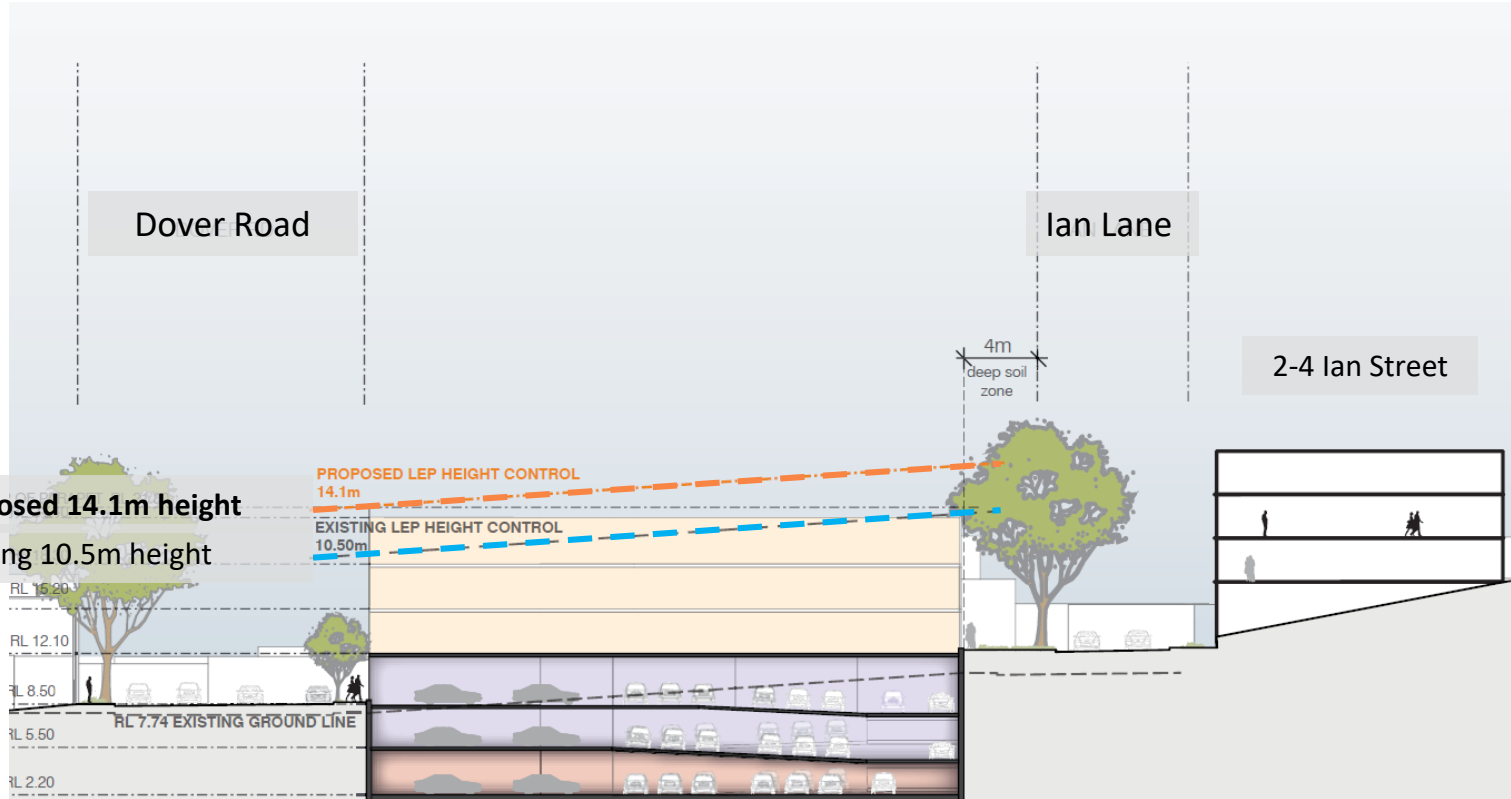 Dover Road
Ian Lane
4m
deep soil
zone
2-4 Ian Street
PROPOSED LEP HEIGHT CONTROL
14.1m
osed 14.1m height
EXISTING LEP HEIGHT CONTROL
10.50m
ng 10.5m height
RL 15.20
RL 12.10
RL 8.50
RL 7.74 EXISTING GROUND LINE
RL 5.50
RL 2.20